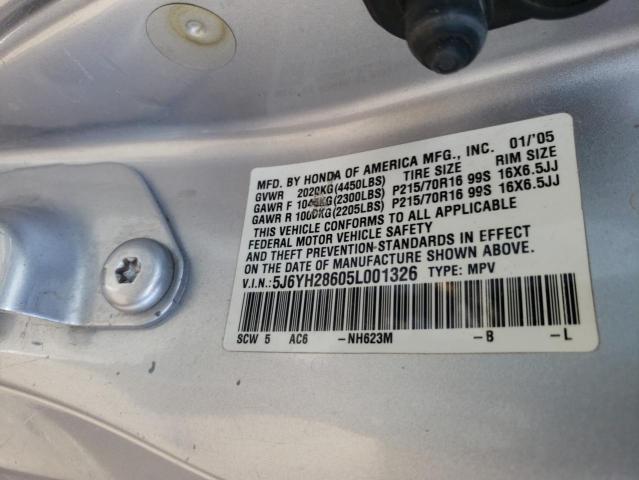 MFD. BY HONDA OF AMERICA MFG., INC. 01/'05
GVWR 2020KG(4450LBS) TIRE SIZE RIM SIZE
GAWR F 1045KG(2300LBS) P215/70R16 99S 16X6.5JJ
GAWR R 1000KG(2205LBS) P215/70R16 99S 16X6.5JJ
THIS VEHICLE CONFORMS TO ALL APPLICABLE
FEDERAL MOTOR VEHICLE SAFETY
AND THEFT PREVENTION STANDARDS IN EFFECT
ON THE DATE OF MANUFACTURE SHOWN ABOVE.
V.I.N.:5J6YH28605L001326 TYPE: MPV
SCW 5 AC6 -NH623M -B -L